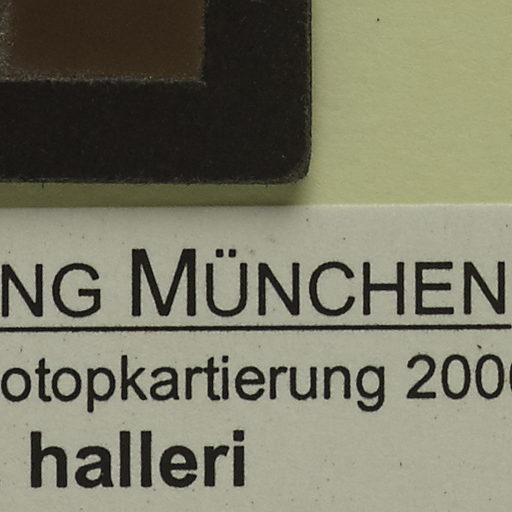 NG MÜNCHEN
otopkartierung 200
halleri